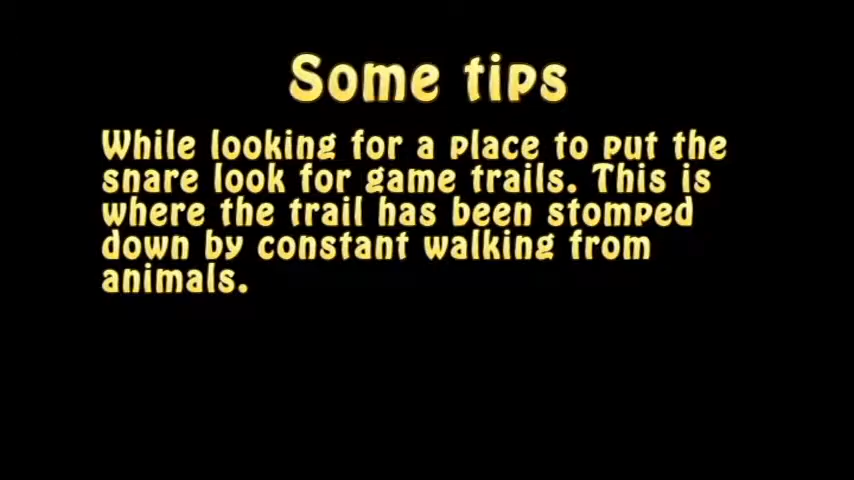 Some tips
While looking for a place to put the
snare look for game trails. This is
where the trail has been stomped
down by constant walking from
animals.